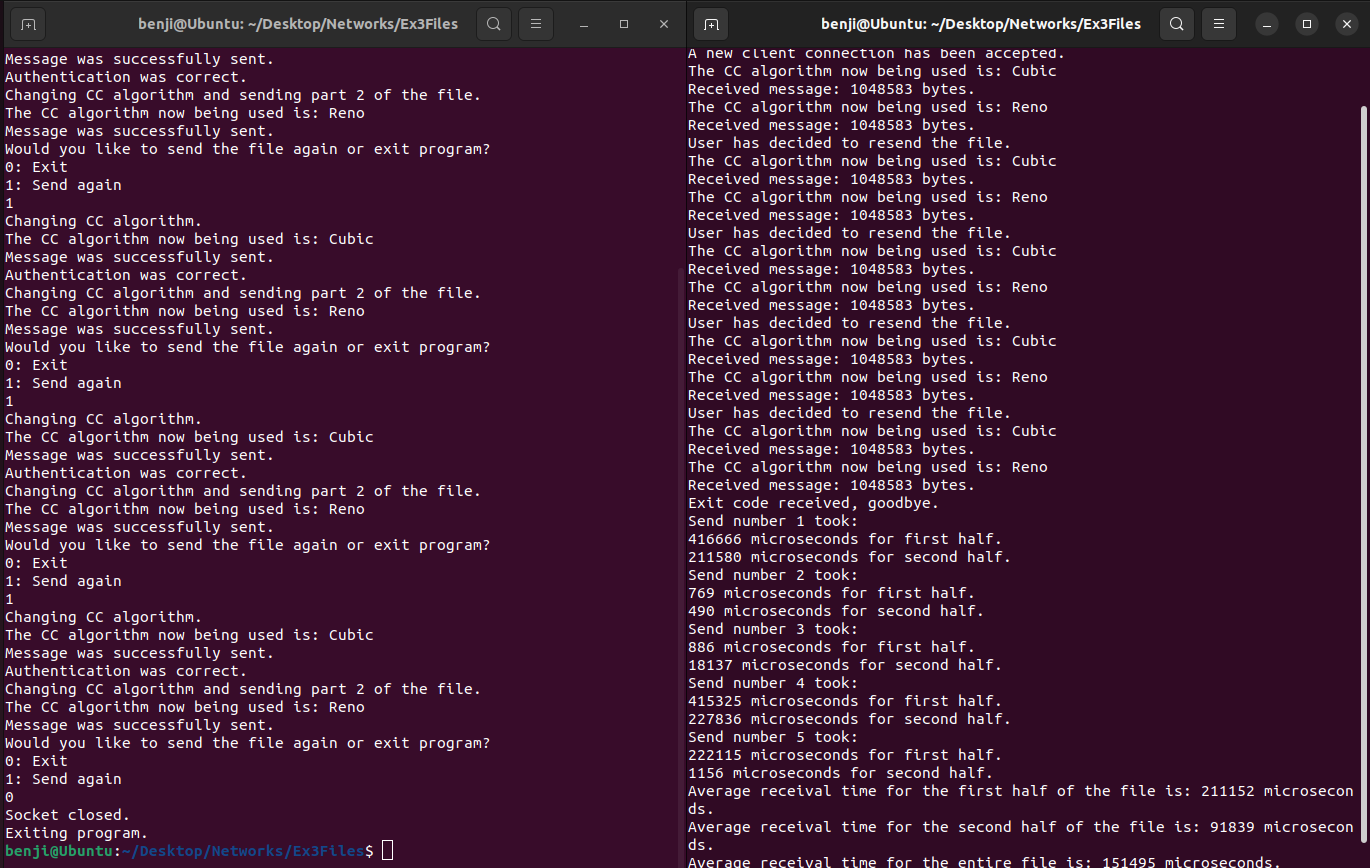 benji@Ubuntu: ~/Desktop/Networks/Ex3Files
Message was successfully sent.
Authentication was correct.
Changing CC algorithm and sending part 2 of the file.
The CC algorithm now being used is: Reno
Message was successfully sent.
Would you like to send the file again or exit program?
0: Exit
1: Send again
1
Changing CC algorithm.
The CC algorithm now being used is: Cubic
Message was successfully sent.
Authentication was correct.
Changing CC algorithm and sending part 2 of the file.
The CC algorithm now being used is: Reno
Message was successfully sent.
Would you like to send the file again or exit program?
0: Exit
1: Send again
1
Changing CC algorithm.
The CC algorithm now being used is: Cubic
Message was successfully sent.
Authentication was correct.
Changing CC algorithm and sending part 2 of the file.
The CC algorithm now being used is: Reno
Message was successfully sent.
Would you like to send the file again or exit program?
0: Exit
1: Send again
1
Changing CC algorithm.
The CC algorithm now being used is: Cubic
Message was successfully sent.
Authentication was correct.
Changing CC algorithm and sending part 2 of the file.
The CC algorithm now being used is: Reno
Message was successfully sent.
Would you like to send the file again or exit program?
0: Exit
1: Send again
0
Socket closed.
Exiting program.
benji@Ubuntu:~/Desktop/Networks/Ex3Files$
benji@Ubuntu: ~/Desktop/Networks/Ex3Files
A new client connection has been accepted.
The CC algorithm now being used is: Cubic
Received message: 1048583 bytes.
The CC algorithm now being used is: Reno
Received message: 1048583 bytes.
User has decided to resend the file.
The CC algorithm now being used is: Cubic
Received message: 1048583 bytes.
The CC algorithm now being used is: Reno
Received message: 1048583 bytes.
User has decided to resend the file.
The CC algorithm now being used is: Cubic
Received message: 1048583 bytes.
The CC algorithm now being used is: Reno
Received message: 1048583 bytes.
User has decided to resend the file.
The CC algorithm now being used is: Cubic
Received message: 1048583 bytes.
The CC algorithm now being used is: Reno
Received message: 1048583 bytes.
User has decided to resend the file.
The CC algorithm now being used is: Cubic
Received message: 1048583 bytes.
The CC algorithm now being used is: Reno
Received message: 1048583 bytes.
Exit code received, goodbye.
Send number 1 took:
416666 microseconds for first half.
211580 microseconds for second half.
Send number 2 took:
769 microseconds for first half.
490 microseconds for second half.
Send number 3 took:
886 microseconds for first half.
18137 microseconds for second half.
Send number 4 took:
415325 microseconds for first half.
227836 microseconds for second half.
Send number 5 took:
222115 microseconds for first half.
1156 microseconds for second half.
Average receival time for the first half of the file is: 211152 microsecon
ds.
Average receival time for the second half of the file is: 91839 microsecon
ds.
Average receival time for the entire file is: 151495 microseconds.